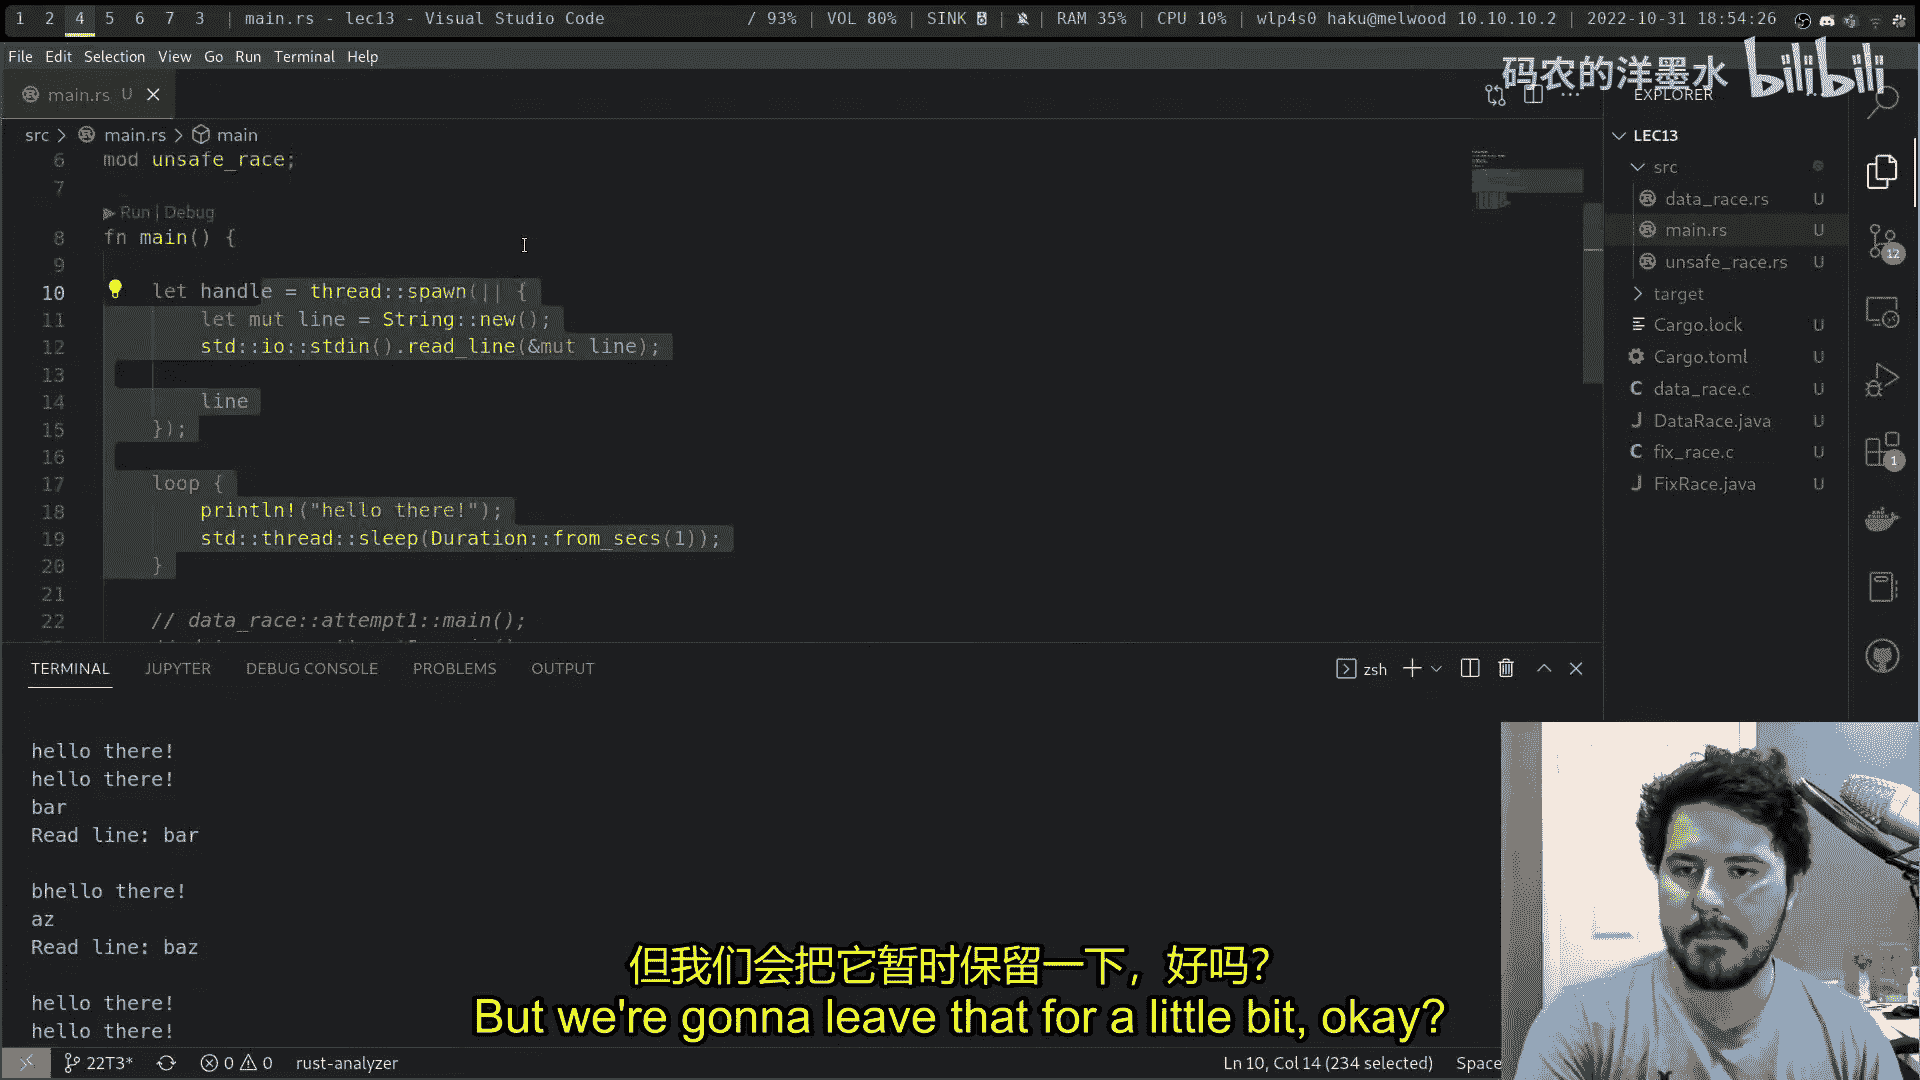 1 2 4 5 6 7 3 | main.rs - lec13 - Visual Studio Code / 93% | VOL 80% | SINK | | RAM 35% | CPU 10% | wlp4s0 haku@melwood 10.10.10.2 | 2022-10-31 18:54:26
File Edit Selection View Go Run Terminal Help
码农的洋墨水 bilibili
main.rs U
EXPLORER
src > main.rs > main
LEC13
6 mod unsafe_race;
7
Run | Debug
8 fn main() {
9
10 let handle = thread::spawn(|| {
11 let mut line = String::new();
12 std::io::stdin().read_line(&mut line);
13
14 line
15 });
16
17 loop {
18 println!("hello there!");
19 std::thread::sleep(Duration::from_secs(1));
20 }
21
22 // data_race::attempt1::main();
src
data_race.rs U
main.rs U
unsafe_race.rs U
target
Cargo.lock U
Cargo.toml U
data_race.c U
DataRace.java U
fix_race.c U
FixRace.java U
12
1
TERMINAL JUPYTER DEBUG CONSOLE PROBLEMS OUTPUT zsh
hello there!
hello there!
bar
Read line: bar
bhello there!
az
Read line: baz
hello there!
hello there!
但我们会把它暂时保留一下，好吗？
But we're gonna leave that for a little bit, okay?
22T3* 0 0 rust-analyzer Ln 10, Col 14 (234 selected) Space